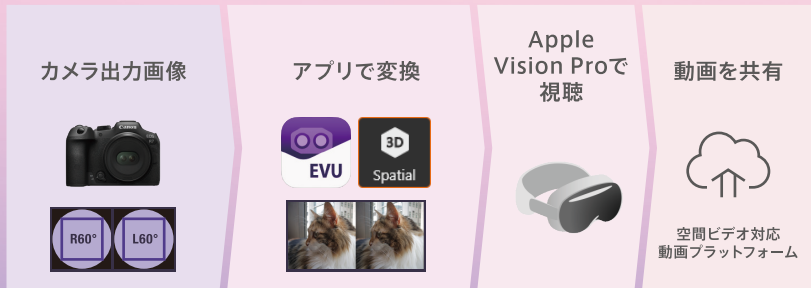 カメラ出力画像
Canon
R60°
L60°
アプリで変換
EVU
3D
Spatial
Apple
Vision Proで
視聴
動画を共有
空間ビデオ対応
動画プラットフォーム